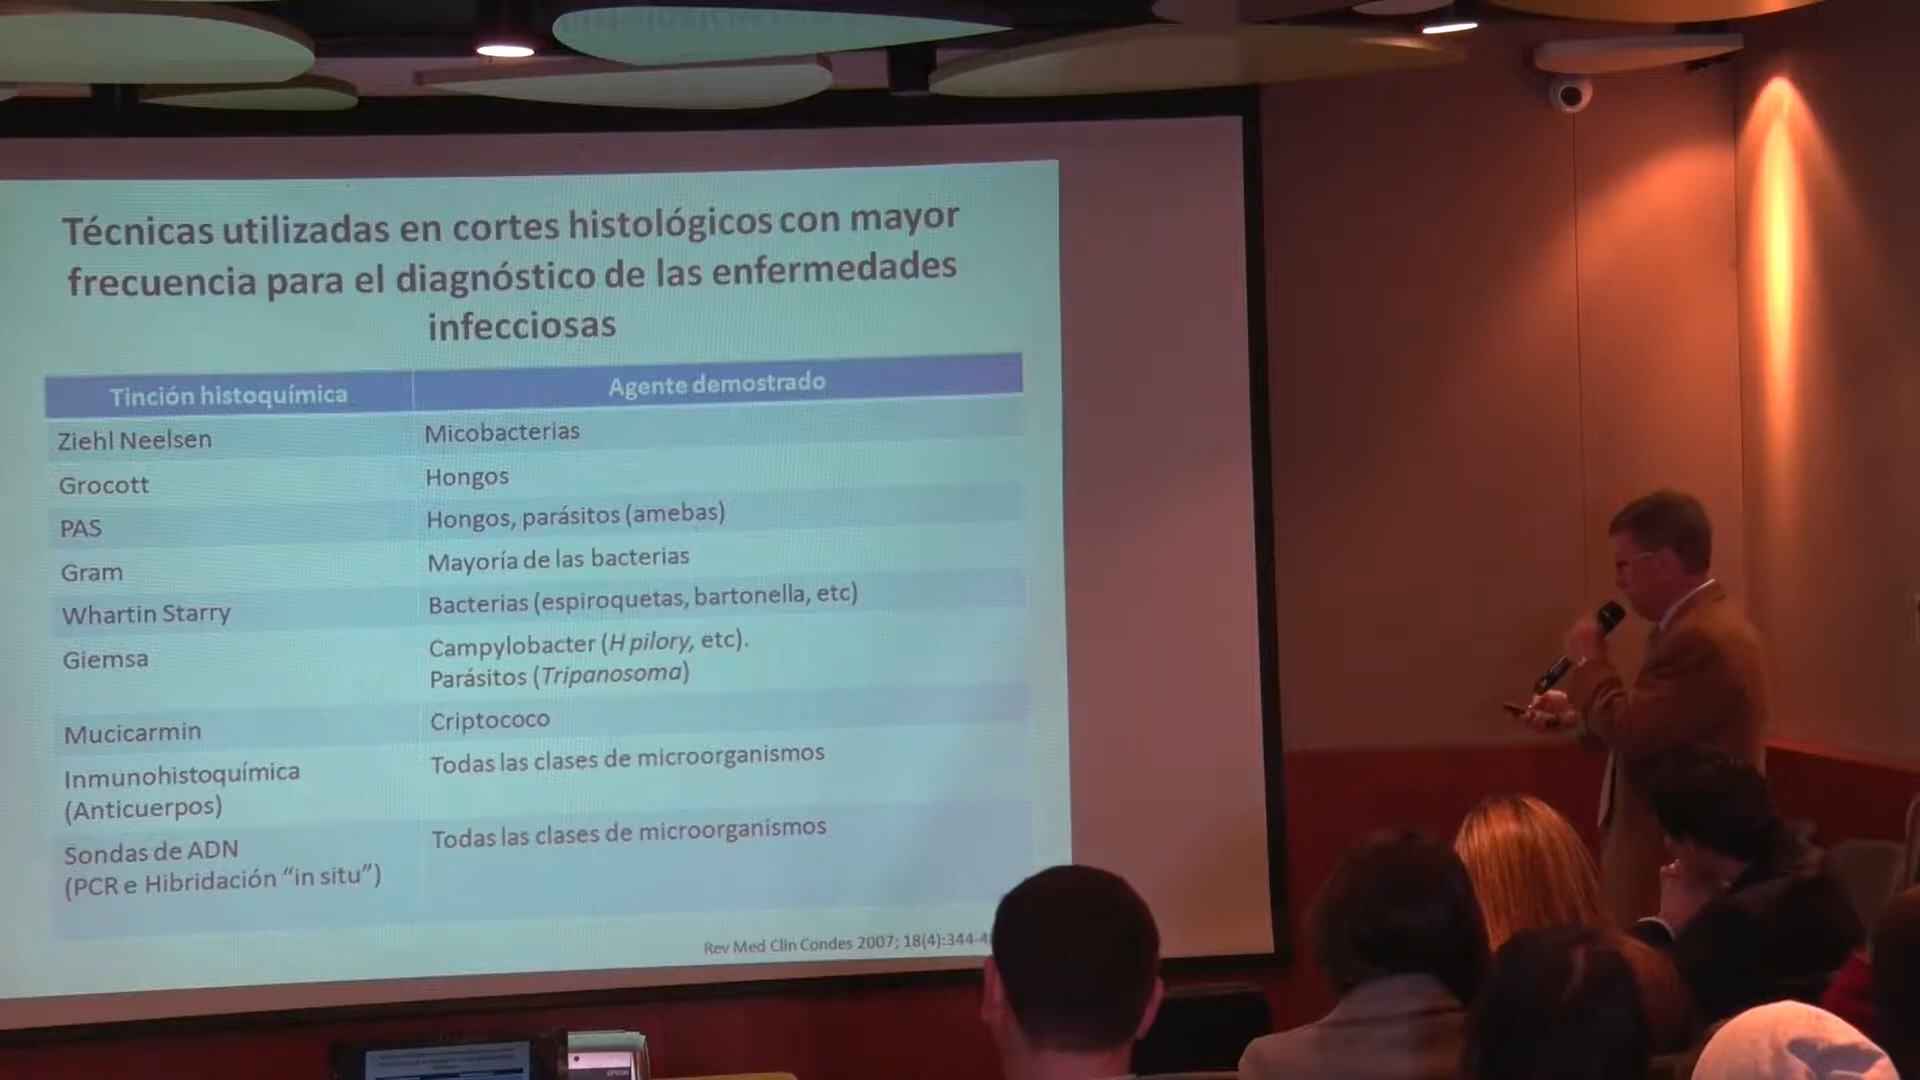 Técnicas utilizadas en cortes histológicos con mayor
frecuencia para el diagnóstico de las enfermedades
infecciosas
Tinción histoquímica Agente demostrado
Ziehl Neelsen Micobacterias
Grocott Hongos
PAS Hongos, parásitos (amebas)
Gram Mayoría de las bacterias
Whartin Starry Bacterias (espiroquetas, bartonella, etc)
Giemsa Campylobacter (H pilory, etc).
Parásitos (Tripanosoma)
Mucicarmin Criptococo
Inmunohistoquímica Todas las clases de microorganismos
(Anticuerpos)
Sondas de ADN Todas las clases de microorganismos
(PCR e Hibridación “in situ”)
Rev Med Clin Condes 2007; 18(4):344-4
EPSON